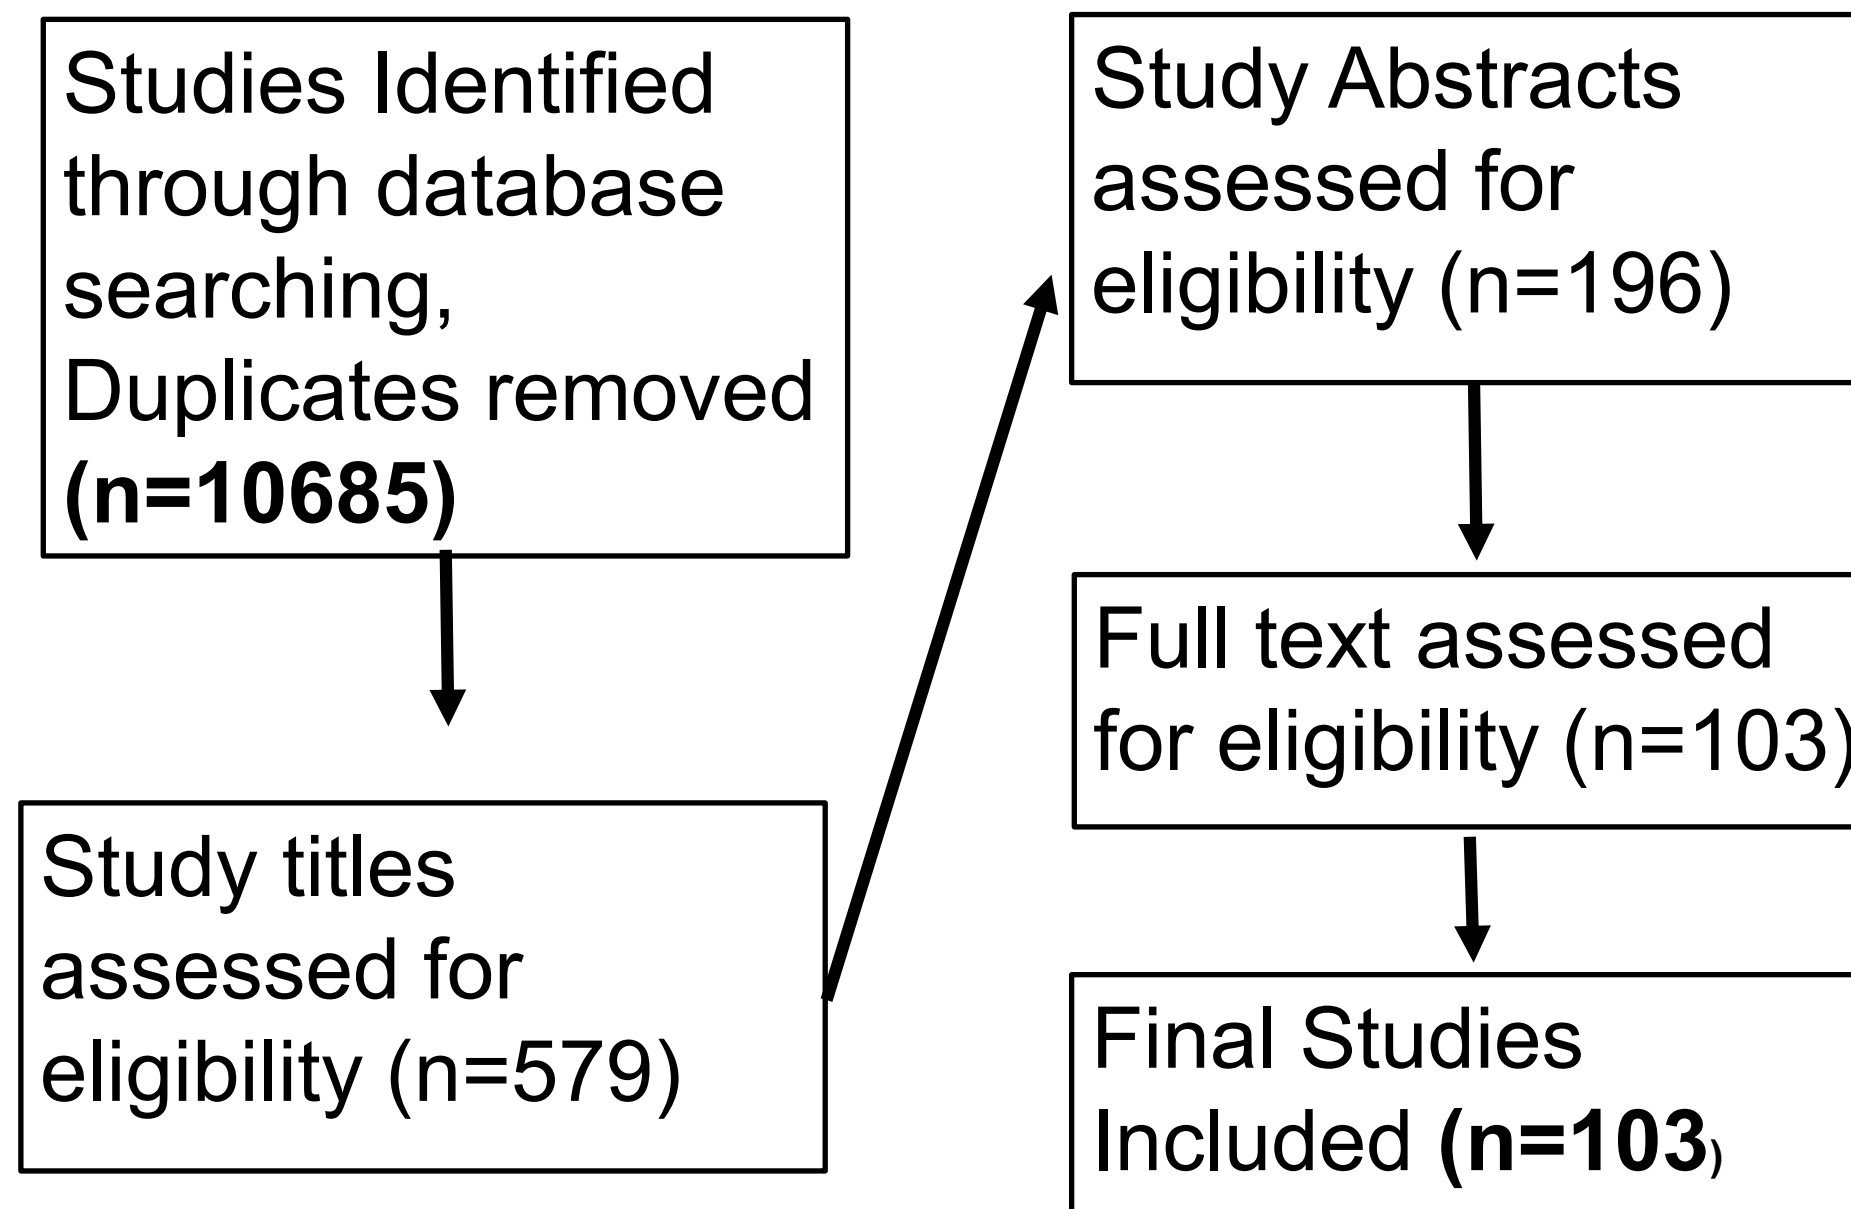 Studies Identified
through database
searching,
Duplicates removed
(n=10685)
Study titles
assessed for
eligibility (n=579)
Study Abstracts
assessed for
eligibility (n=196)
Full text assessed
for eligibility (n=103)
Final Studies
Included (n=103)